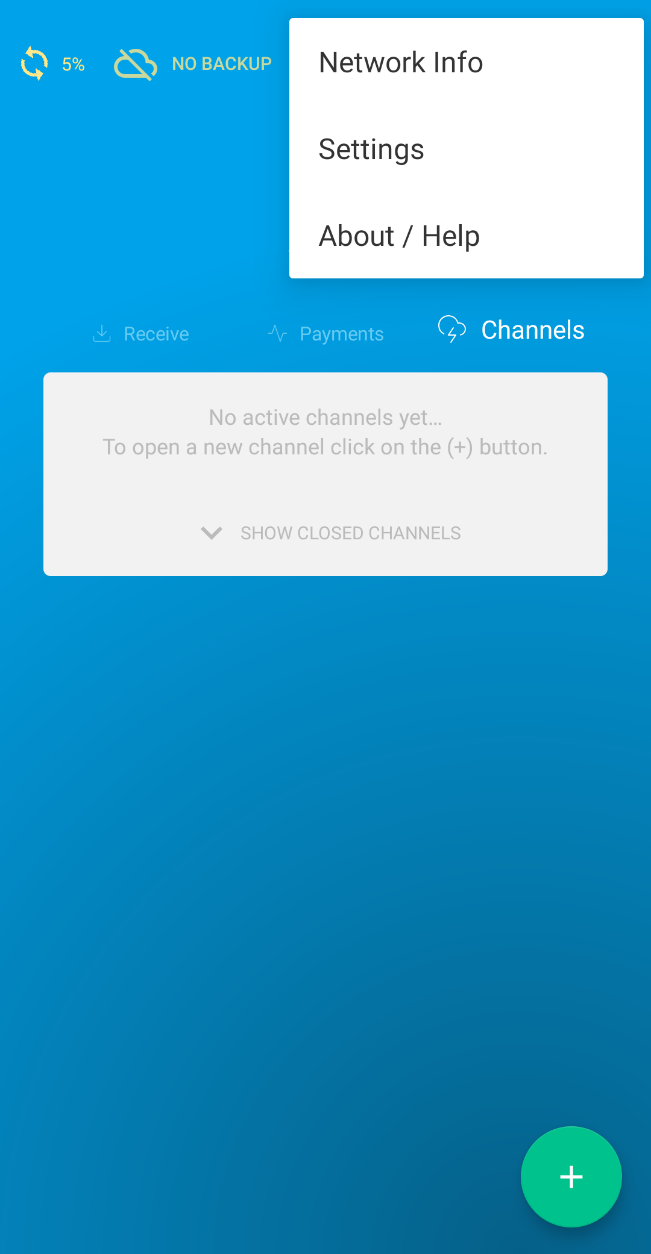 5%
NO BACKUP
Network Info
Settings
About / Help
Receive
Payments
Channels
No active channels yet...
To open a new channel click on the (+) button.
SHOW CLOSED CHANNELS
+